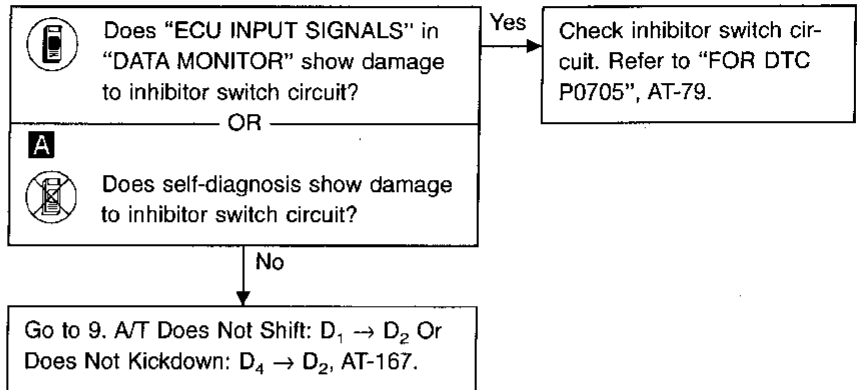 Does “ECU INPUT SIGNALS” in
“DATA MONITOR” show damage
to inhibitor switch circuit?
OR
A
Does self-diagnosis show damage
to inhibitor switch circuit?
Yes
Check inhibitor switch cir-
cuit. Refer to “FOR DTC
P0705”, AT-79.
No
Go to 9. A/T Does Not Shift: D₁ → D₂ Or
Does Not Kickdown: D₄ → D₂, AT-167.